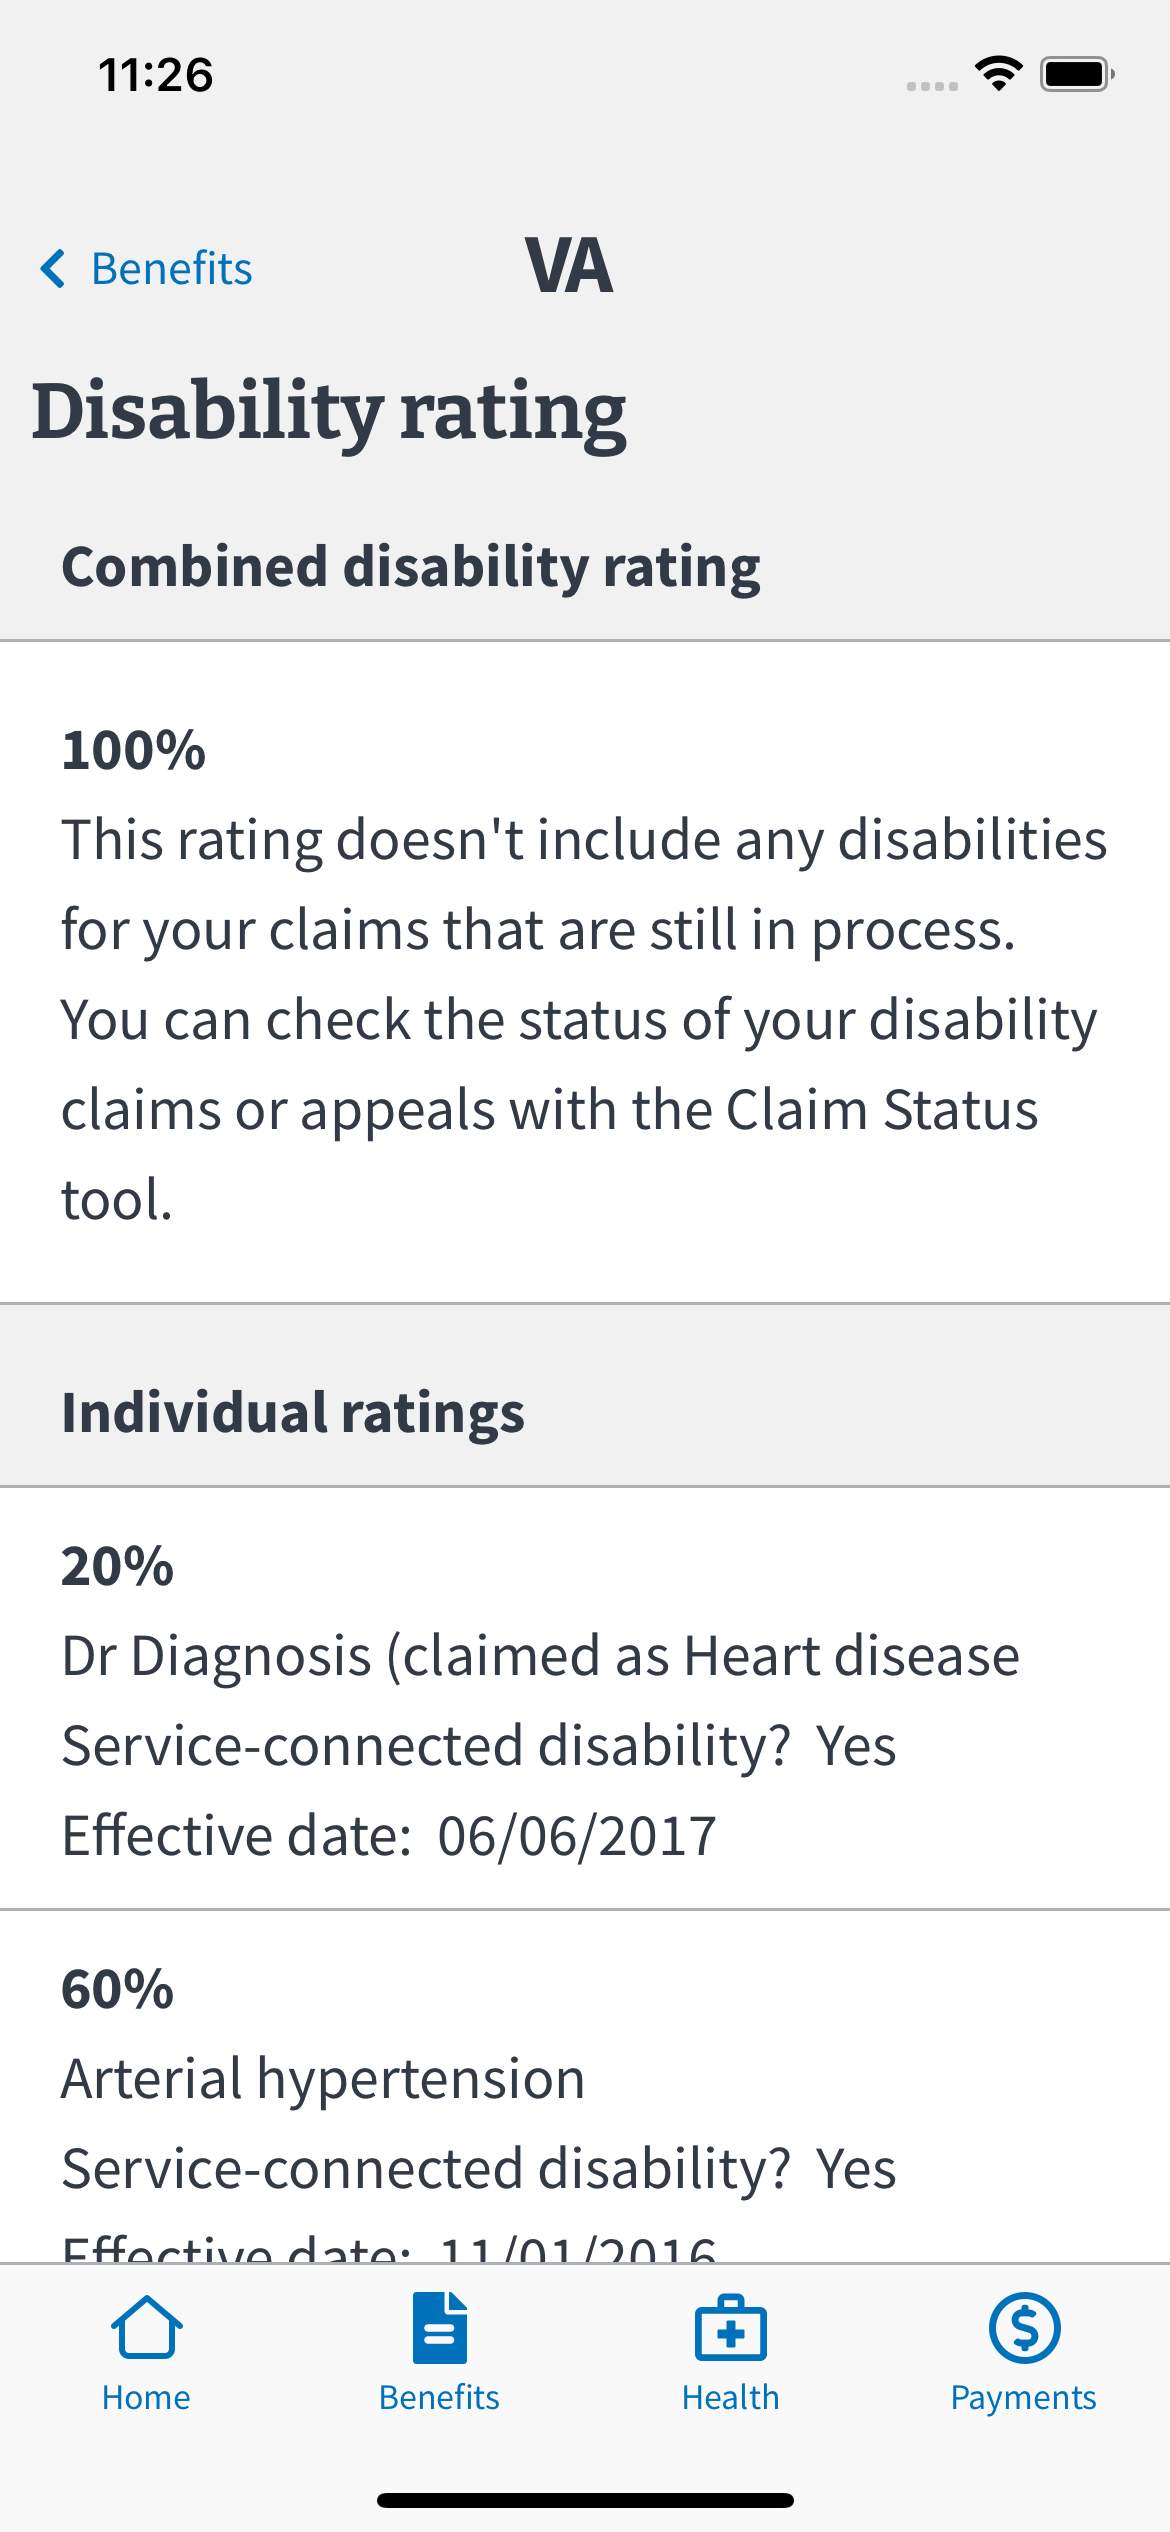 11:26
Benefits
VA
Disability rating
Combined disability rating
100%
This rating doesn't include any disabilities
for your claims that are still in process.
You can check the status of your disability
claims or appeals with the Claim Status
tool.
Individual ratings
20%
Dr Diagnosis (claimed as Heart disease
Service-connected disability?  Yes
Effective date:  06/06/2017
60%
Arterial hypertension
Service-connected disability?  Yes
Effective date:  11/01/2016
Home
Benefits
Health
Payments